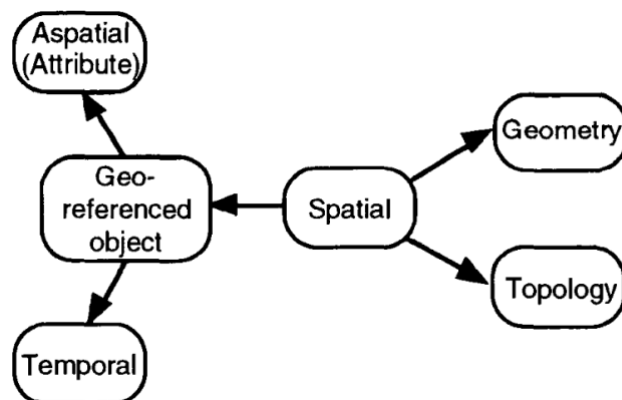 Aspatial
(Attribute)
Geo-
referenced
object
Temporal
Spatial
Geometry
Topology